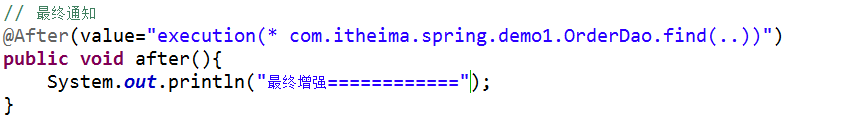 // 最终通知
@After(value="execution(* com.itheima.spring.demo1.OrderDao.find(..))")
public void after(){
    System.out.println("最终增强============");
}